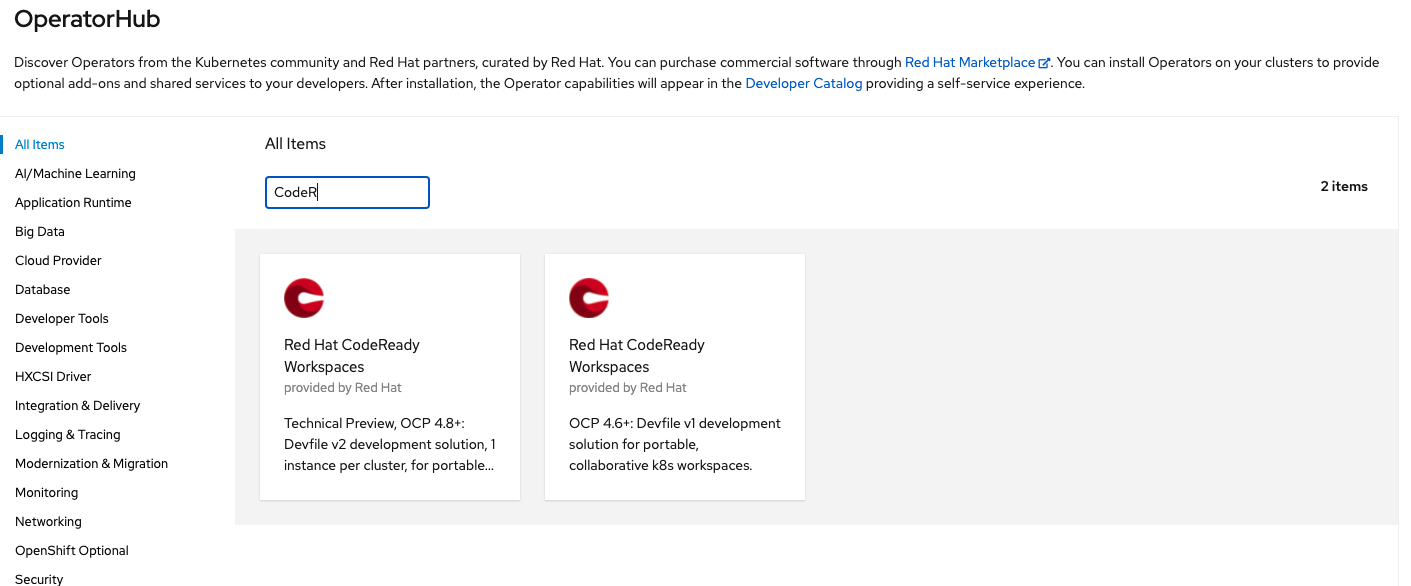 OperatorHub
Discover Operators from the Kubernetes community and Red Hat partners, curated by Red Hat. You can purchase commercial software through Red Hat Marketplace. You can install Operators on your clusters to provide
optional add-ons and shared services to your developers. After installation, the Operator capabilities will appear in the Developer Catalog providing a self-service experience.
All Items
AI/Machine Learning
Application Runtime
Big Data
Cloud Provider
Database
Developer Tools
Development Tools
HXCSI Driver
Integration & Delivery
Logging & Tracing
Modernization & Migration
Monitoring
Networking
OpenShift Optional
Security
All Items
CodeR
2 items
Red Hat CodeReady
Workspaces
provided by Red Hat
Technical Preview, OCP 4.8+:
Devfile v2 development solution, 1
instance per cluster, for portable...
Red Hat CodeReady
Workspaces
provided by Red Hat
OCP 4.6+: Devfile v1 development
solution for portable,
collaborative k8s workspaces.